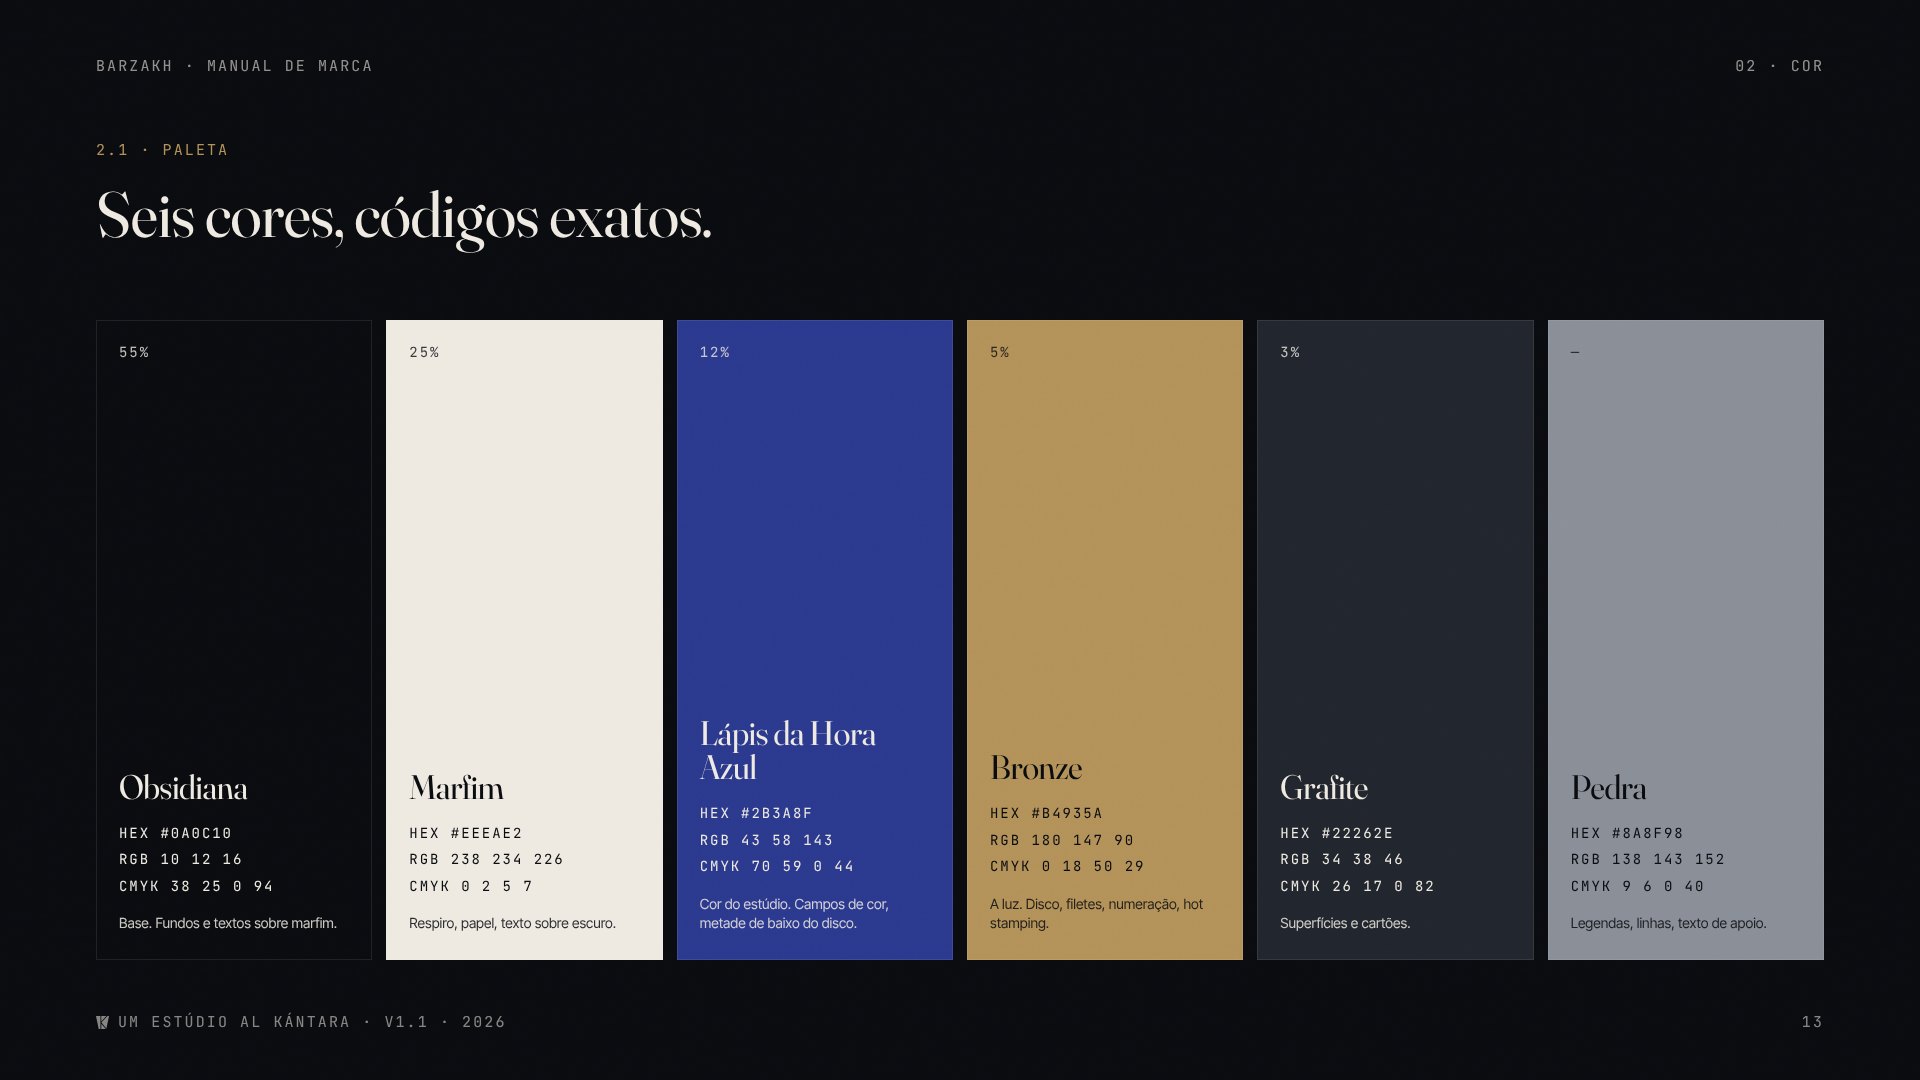 BARZAKH · MANUAL DE MARCA
02 · COR
2.1 · PALETA
Seis cores, códigos exatos.
55%
Obsidiana
HEX #0A0C10
RGB 10 12 16
CMYK 38 25 0 94
Base. Fundos e textos sobre marfim.
25%
Marfim
HEX #EEEAE2
RGB 238 234 226
CMYK 0 2 5 7
Respiro, papel, texto sobre escuro.
12%
Lápis da Hora
Azul
HEX #2B3A8F
RGB 43 58 143
CMYK 70 59 0 44
Cor do estúdio. Campos de cor,
metade de baixo do disco.
5%
Bronze
HEX #B4935A
RGB 180 147 90
CMYK 0 18 50 29
A luz. Disco, filetes, numeração, hot
stamping.
3%
Grafite
HEX #22262E
RGB 34 38 46
CMYK 26 17 0 82
Superfícies e cartões.
—
Pedra
HEX #8A8F98
RGB 138 143 152
CMYK 9 6 0 40
Legendas, linhas, texto de apoio.
UM ESTÚDIO AL KÁNTARA · V1.1 · 2026
13